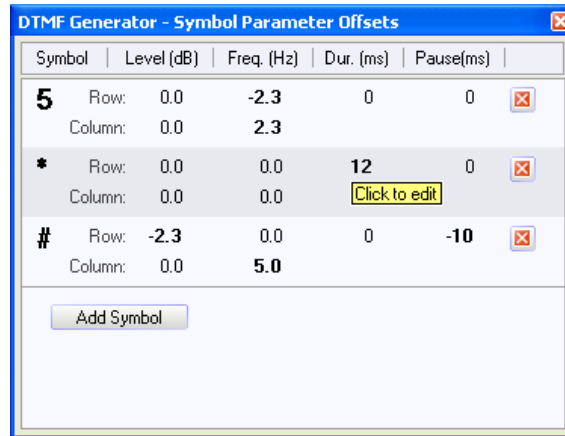 DTMF Generator - Symbol Parameter Offsets
Symbol Level (dB) Freq. (Hz) Dur. (ms) Pause(ms)
5 Row: 0.0 -2.3 0 0
Column: 0.0 2.3
* Row: 0.0 0.0 12 0
Column: 0.0 0.0 Click to edit
# Row: -2.3 0.0 0 -10
Column: 0.0 5.0
Add Symbol